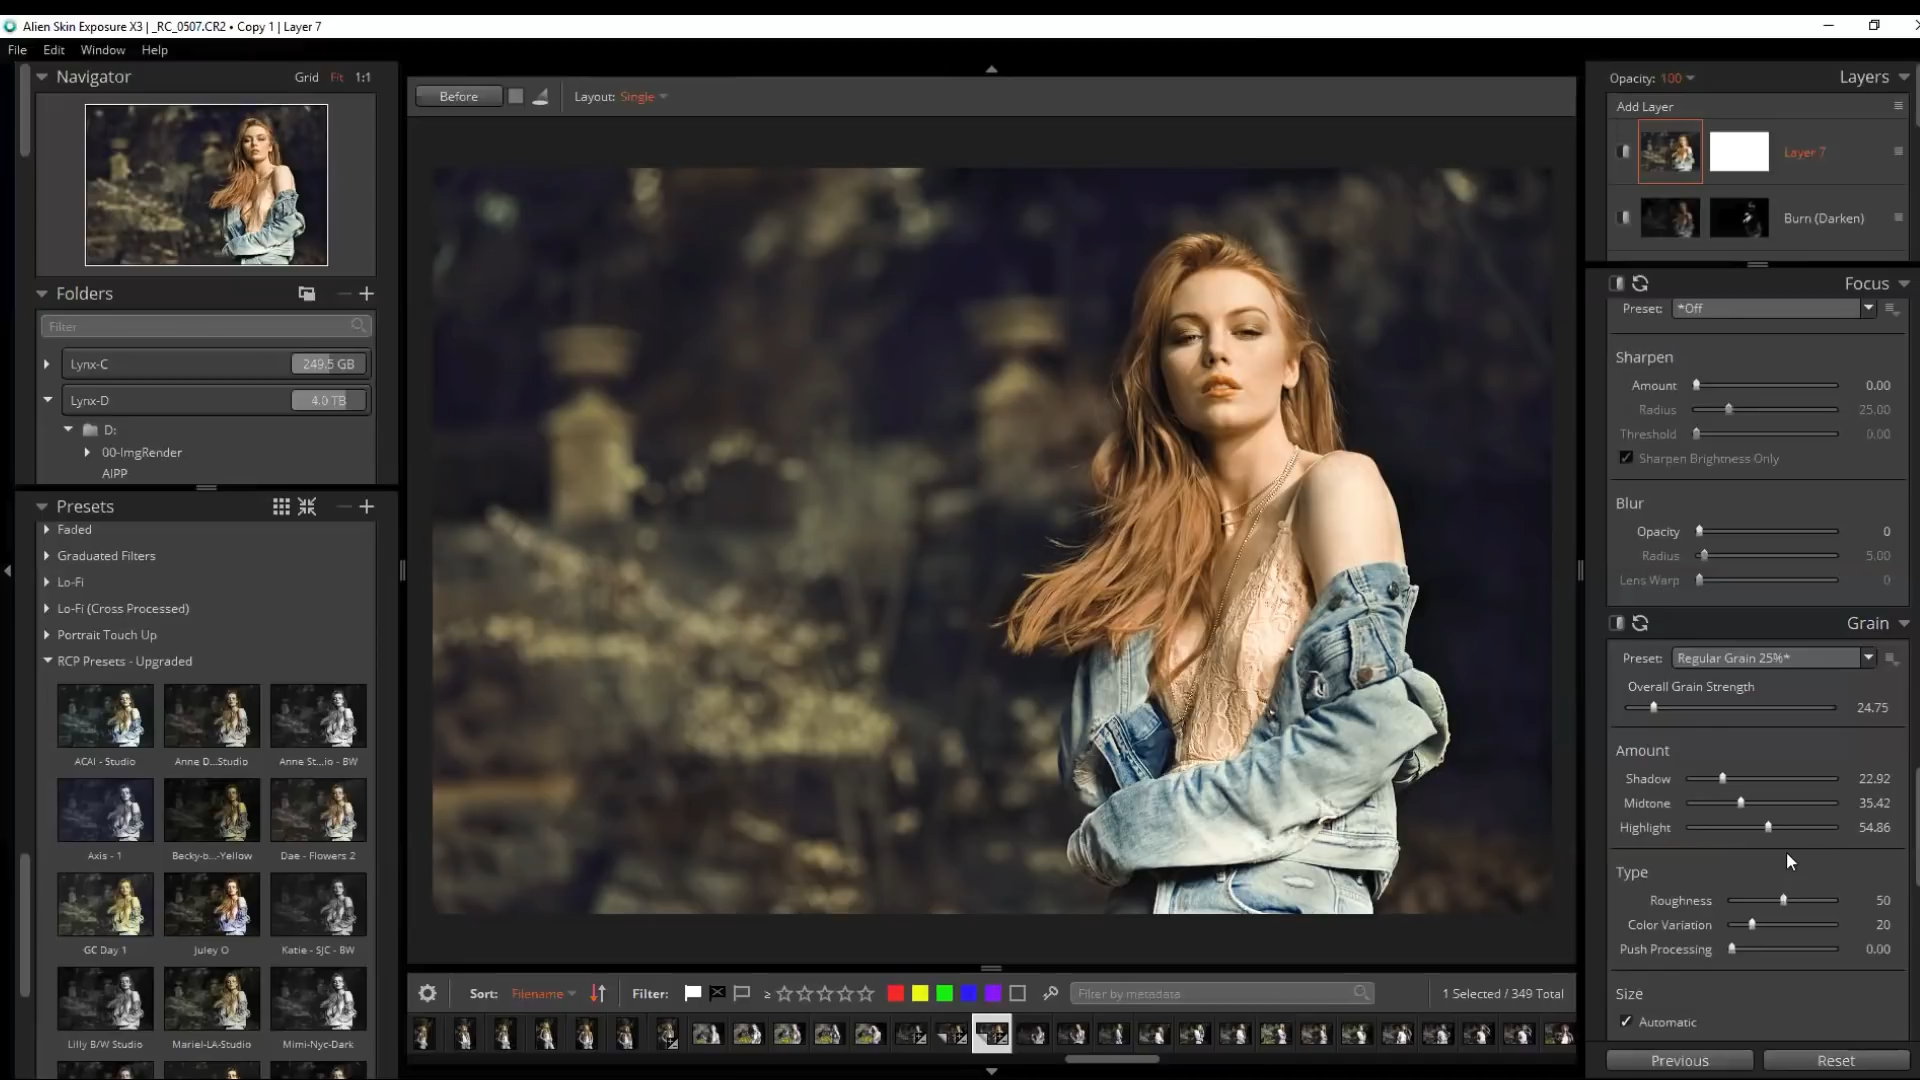 Alien Skin Exposure X3 | _RC_0507.CR2 • Copy 1 | Layer 7
File Edit Window Help
Navigator Grid Fit 1:1
Before Layout: Single
Folders
Filter
Lynx-C 249.5 GB
Lynx-D 4.0 TB
D:
00-ImgRender
AIPP
Presets
Faded
Graduated Filters
Lo-Fi
Lo-Fi (Cross Processed)
Portrait Touch Up
RCP Presets - Upgraded
ACAI - Studio Anne D...Studio Anne St...io - BW
Axis - 1 Becky-b...-Yellow Dae - Flowers 2
GC Day 1 Juley O Katie - SJC - BW
Lilly B/W Studio Mariel-LA-Studio Mimi-Nyc-Dark
Sort: Filename Filter: ≥ Filter by metadata 1 Selected / 349 Total
Opacity: 100 Layers
Add Layer
Layer 7
Burn (Darken)
Focus
Preset: *Off
Sharpen
Amount 0.00
Radius 25.00
Threshold 0.00
Sharpen Brightness Only
Blur
Opacity 0
Radius 5.00
Lens Warp 0
Grain
Preset: Regular Grain 25%*
Overall Grain Strength
24.75
Amount
Shadow 22.92
Midtone 35.42
Highlight 54.86
Type
Roughness 50
Color Variation 20
Push Processing 0.00
Size
Automatic
Previous Reset